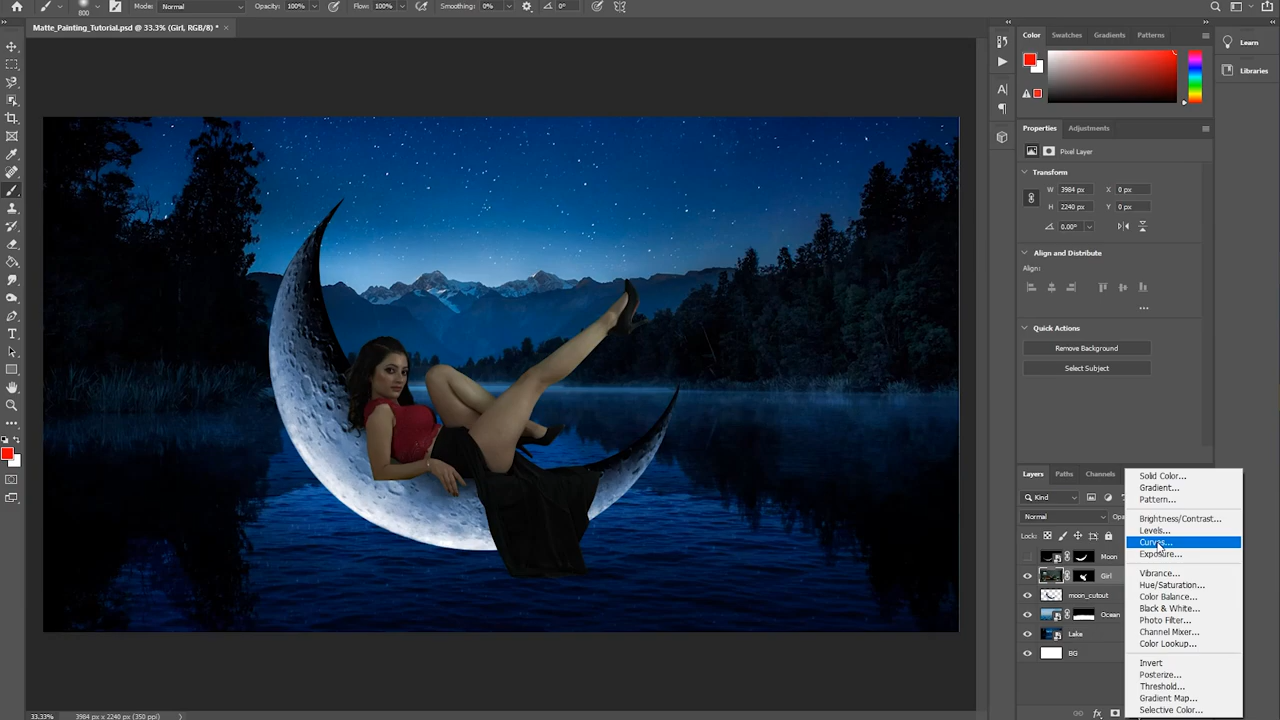 800
Mode: Normal
Opacity: 100%
Flow: 100%
Smoothing: 0%
0°
Matte_Painting_Tutorial.psd @ 33.3% (Girl, RGB/8) *
Color
Swatches
Gradients
Patterns
Learn
Libraries
Properties
Adjustments
Pixel Layer
Transform
W 3984 px X 0 px
H 2240 px Y 0 px
0.00°
Align and Distribute
Align:
Quick Actions
Remove Background
Select Subject
Layers
Paths
Channels
Kind
Normal
Opa
Lock:
Moon
Girl
moon_cutout
Ocean
Lake
BG
fx
Solid Color...
Gradient...
Pattern...
Brightness/Contrast...
Levels...
Curves...
Exposure...
Vibrance...
Hue/Saturation...
Color Balance...
Black & White...
Photo Filter...
Channel Mixer...
Color Lookup...
Invert
Posterize...
Threshold...
Gradient Map...
Selective Color...
33.33%
3984 px x 2240 px (350 ppi)